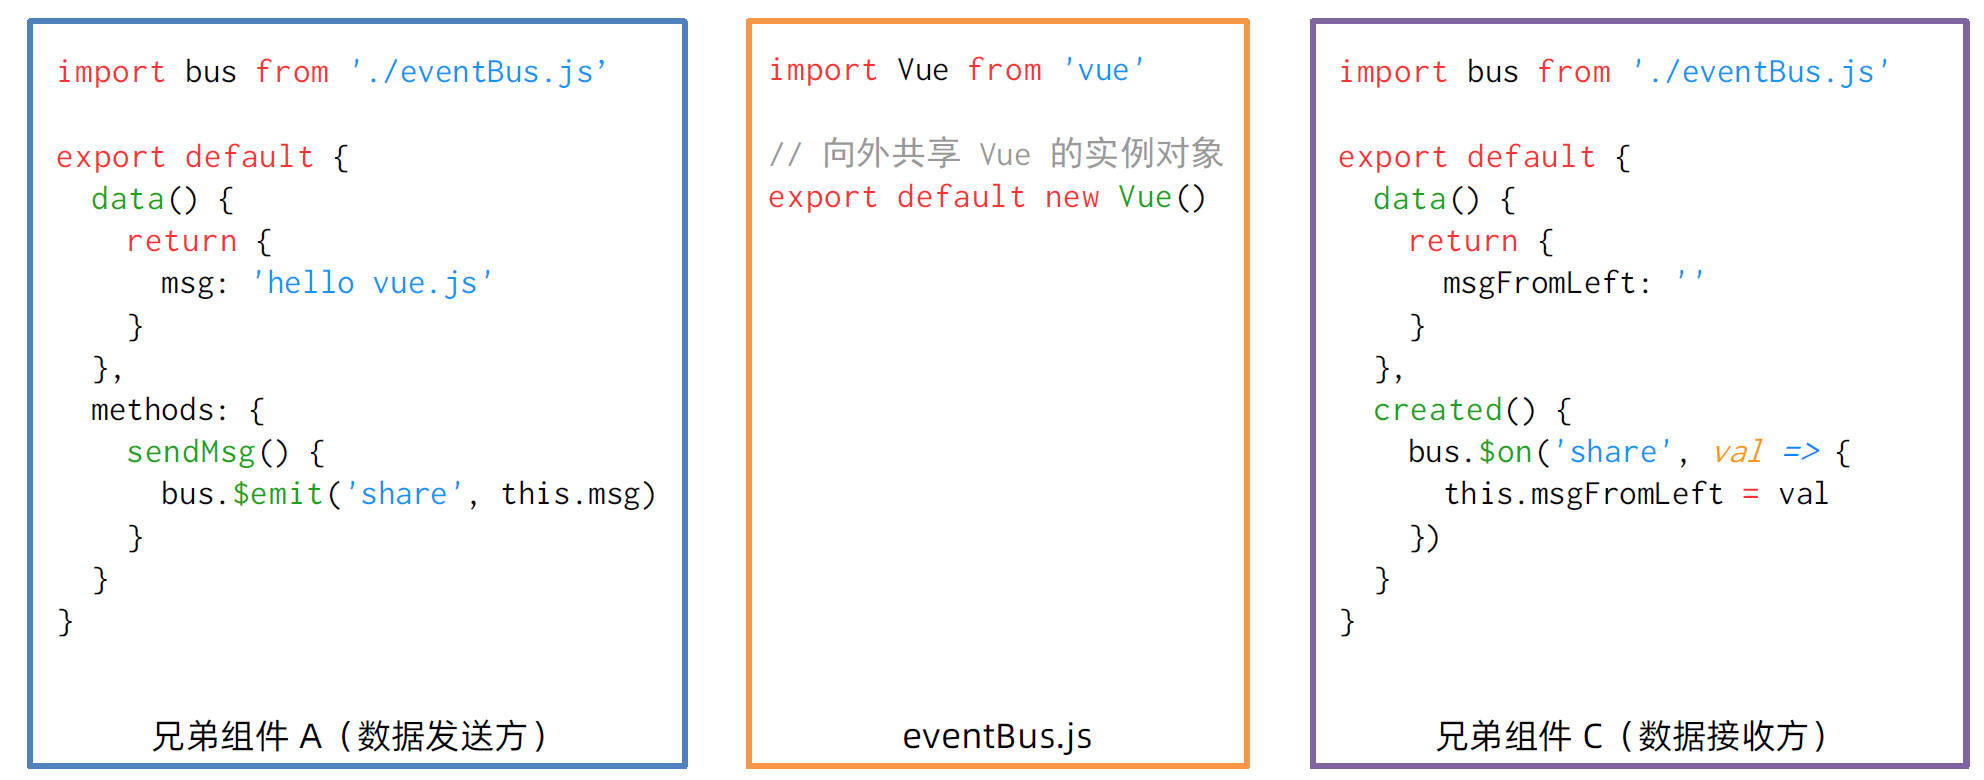 import bus from './eventBus.js’
export default {
  data() {
    return {
      msg: 'hello vue.js'
    }
  },
  methods: {
    sendMsg() {
      bus.$emit('share', this.msg)
    }
  }
}
兄弟组件 A（数据发送方）
import Vue from 'vue'
// 向外共享 Vue 的实例对象
export default new Vue()
eventBus.js
import bus from './eventBus.js'
export default {
  data() {
    return {
      msgFromLeft: ''
    }
  },
  created() {
    bus.$on('share', val => {
      this.msgFromLeft = val
    })
  }
}
兄弟组件 C（数据接收方）